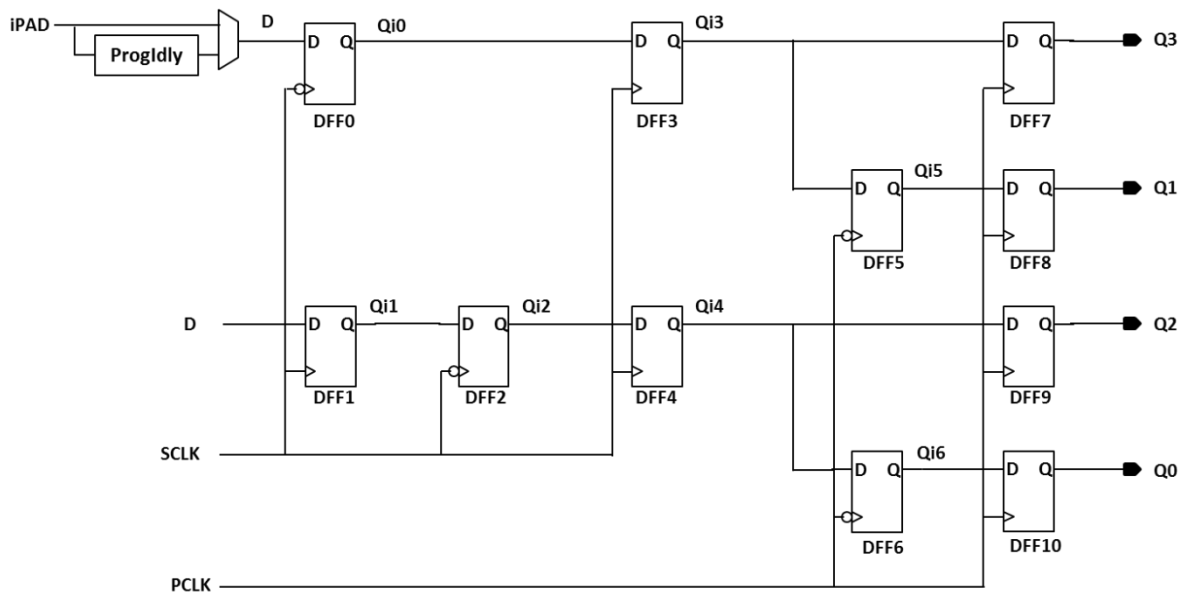 iPAD
D
Qi0
Qi3
Q3
ProgIdly
D Q
DFF0
D Q
DFF3
D Q
DFF7
Qi5
Q1
D Q
DFF5
D Q
DFF8
D
Qi1
Qi2
Qi4
Q2
D Q
DFF1
D Q
DFF2
D Q
DFF4
D Q
DFF9
SCLK
Qi6
Q0
D Q
DFF6
D Q
DFF10
PCLK